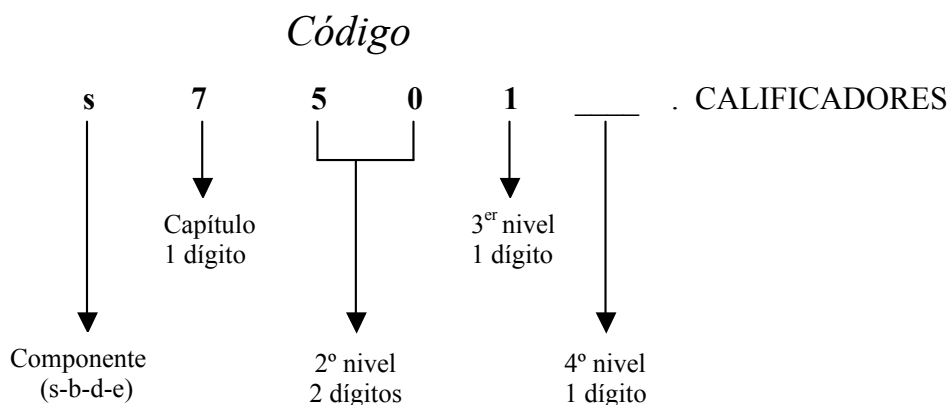 Código
s 7 5 0 1 ____ . CALIFICADORES
Capítulo
1 dígito
3er nivel
1 dígito
Componente
(s-b-d-e)
2º nivel
2 dígitos
4º nivel
1 dígito